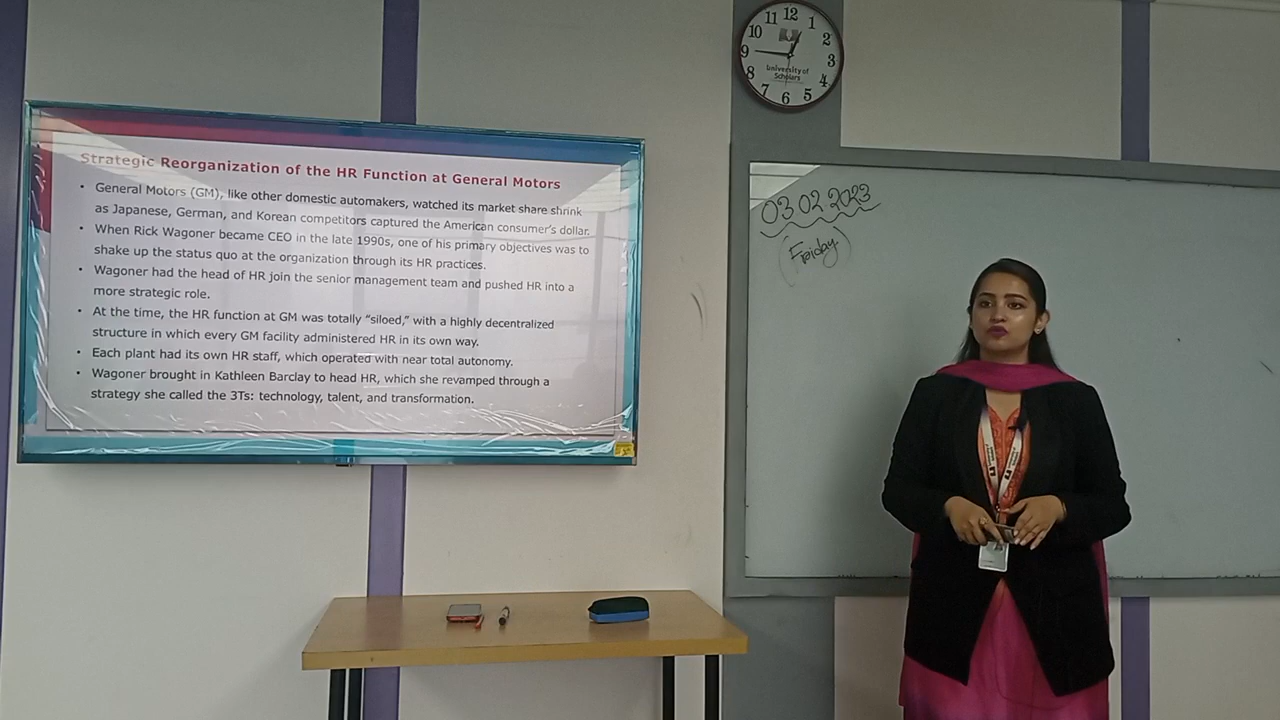 Strategic Reorganization of the HR Function at General Motors
• General Motors (GM), like other domestic automakers, watched its market share shrink
as Japanese, German, and Korean competitors captured the American consumer's dollar.
• When Rick Wagoner became CEO in the late 1990s, one of his primary objectives was to
shake up the status quo at the organization through its HR practices.
• Wagoner had the head of HR join the senior management team and pushed HR into a
more strategic role.
• At the time, the HR function at GM was totally "siloed," with a highly decentralized
structure in which every GM facility administered HR in its own way.
• Each plant had its own HR staff, which operated with near total autonomy.
• Wagoner brought in Kathleen Barclay to head HR, which she revamped through a
strategy she called the 3Ts: technology, talent, and transformation.
12
11 1
10 2
9 3
8 4
7 5
6
University of
Scholars
03.02.2023
(Friday)